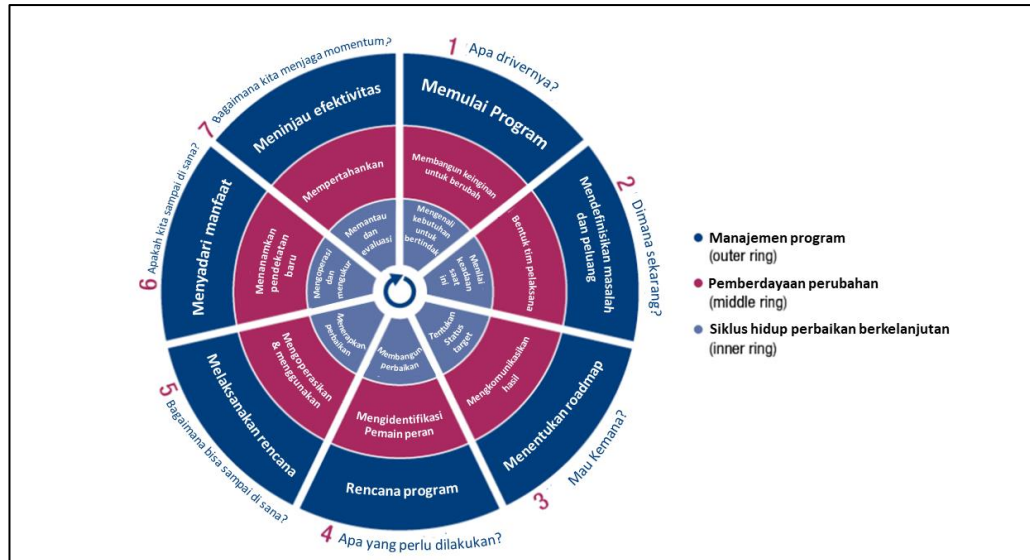 1 Apa drivernya?
Memulai Program
Membangun keinginan
untuk berubah
Mengenali
kebutuhan
untuk
bertindak
2 Dimana sekarang?
Mendefinisikan masalah
dan peluang
Bentuk tim pelaksana
Menilai
keadaan
saat
ini
3 Mau Kemana?
Menentukan roadmap
Mengkomunikasikan
hasil
Tentukan
Status
target
4 Apa yang perlu dilakukan?
Rencana program
Mengidentifikasi
Pemain peran
Membangun
perbaikan
5 Bagaimana bisa sampai di sana?
Melaksanakan rencana
Mengoperasikan
& menggunakan
Menerapkan
perbaikan
6 Apakah kita sampai di sana?
Menyadari manfaat
Menanamkan
pendekatan
baru
Mengoperasi
dan
mengukur
7 Bagaimana kita menjaga momentum?
Meninjau efektivitas
Mempertahankan
Memantau
dan
evaluasi
Manajemen program
(outer ring)
Pemberdayaan perubahan
(middle ring)
Siklus hidup perbaikan berkelanjutan
(inner ring)